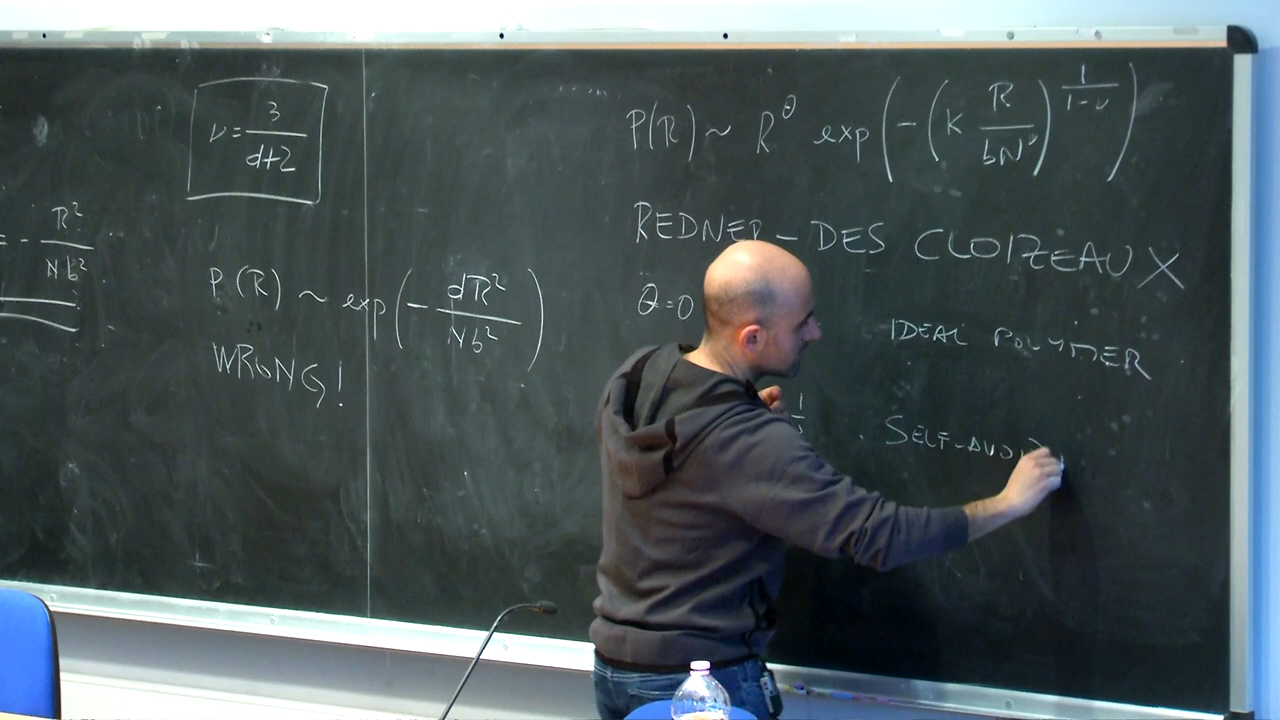 ν = 3/(d+2)
= - R²/(Nb²)
P(R) ~ exp(- dR²/(Nb²))
WRONG!
P(R) ~ R^θ exp(-(K R/(bN^ν))^(1/(1-ν)))
REDNER - DES CLOIZEAUX
θ=0
IDEAL POLYMER
SELF-AVOI